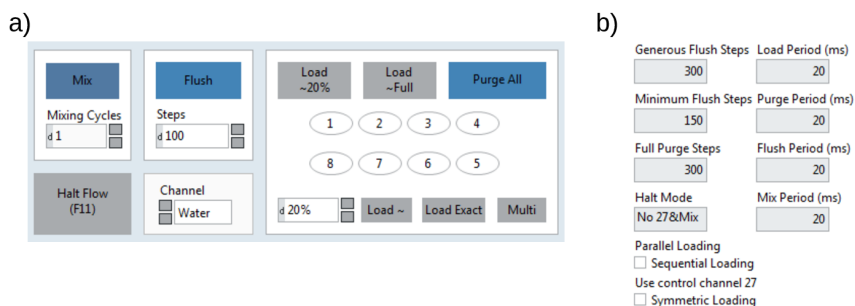 a)
b)
Mix
Flush
Load
~20%
Load
~Full
Purge All
Mixing Cycles
d 1
Steps
d 100
1 2 3 4
8 7 6 5
Halt Flow
(F11)
Channel
Water
d 20%
Load ~
Load Exact
Multi
Generous Flush Steps Load Period (ms)
300 20
Minimum Flush Steps Purge Period (ms)
150 20
Full Purge Steps Flush Period (ms)
300 20
Halt Mode Mix Period (ms)
No 27&Mix 20
Parallel Loading
Sequential Loading
Use control channel 27
Symmetric Loading